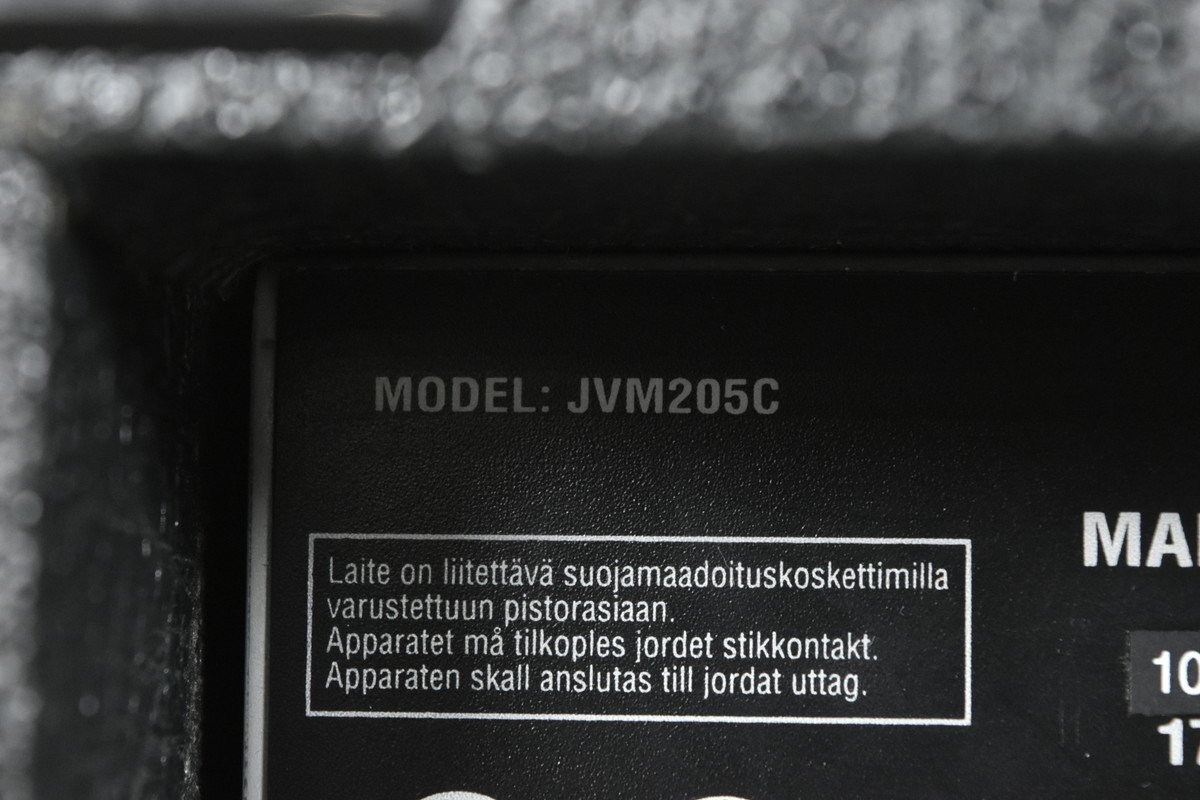 MODEL: JVM205C
Laite on liitettävä suojamaadoituskoskettimilla
varustettuun pistorasiaan.
Apparatet må tilkoples jordet stikkontakt.
Apparaten skall anslutas till jordat uttag.